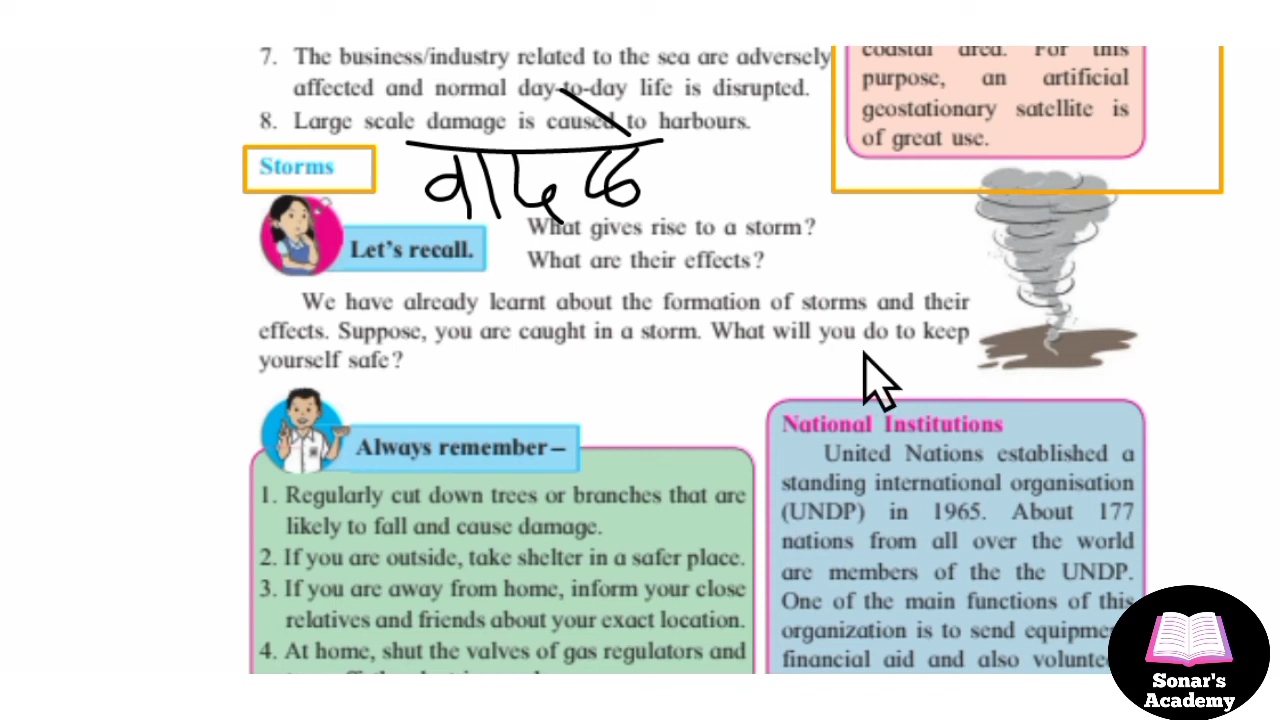 7. The business/industry related to the sea are adversely
affected and normal day-to-day life is disrupted.
8. Large scale damage is caused to harbours.
coastal area. For this
purpose, an artificial
geostationary satellite is
of great use.
Storms
वादळे
Let's recall.
What gives rise to a storm?
What are their effects?
We have already learnt about the formation of storms and their
effects. Suppose, you are caught in a storm. What will you do to keep
yourself safe?
Always remember–
1. Regularly cut down trees or branches that are
likely to fall and cause damage.
2. If you are outside, take shelter in a safer place.
3. If you are away from home, inform your close
relatives and friends about your exact location.
4. At home, shut the valves of gas regulators and
National Institutions
United Nations established a
standing international organisation
(UNDP) in 1965. About 177
nations from all over the world
are members of the the UNDP.
One of the main functions of this
organization is to send equipme
financial aid and also volunte
Sonar's
Academy